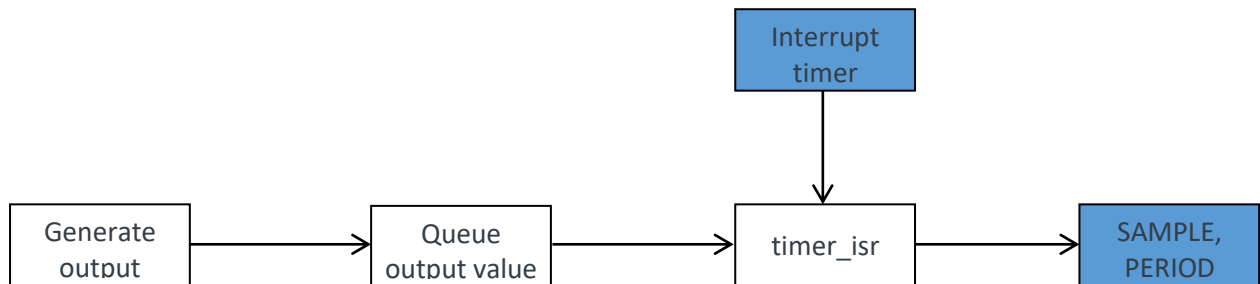 Interrupt
timer
Generate
output
Queue
output value
timer_isr
SAMPLE,
PERIOD